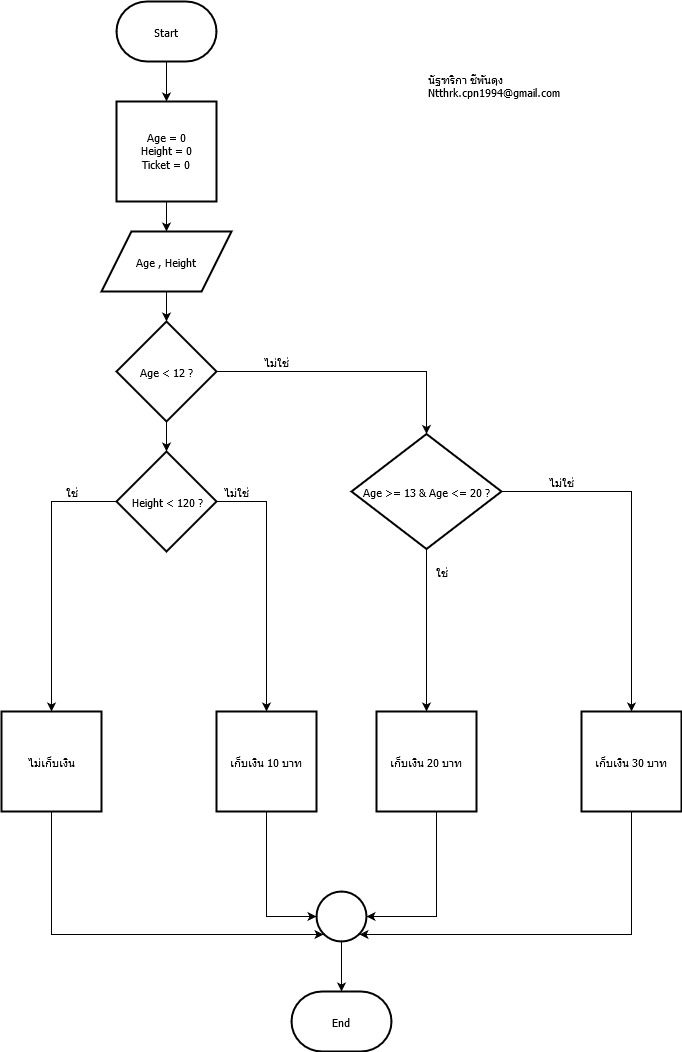 Start
นัฐฑริกา ชีพันดุง
Ntthrk.cpn1994@gmail.com
Age = 0
Height = 0
Ticket = 0
Age , Height
Age < 12 ?
ไม่ใช่
Height < 120 ?
ใช่
ไม่ใช่
Age >= 13 & Age <= 20 ?
ไม่ใช่
ใช่
ไม่เก็บเงิน
เก็บเงิน 10 บาท
เก็บเงิน 20 บาท
เก็บเงิน 30 บาท
End